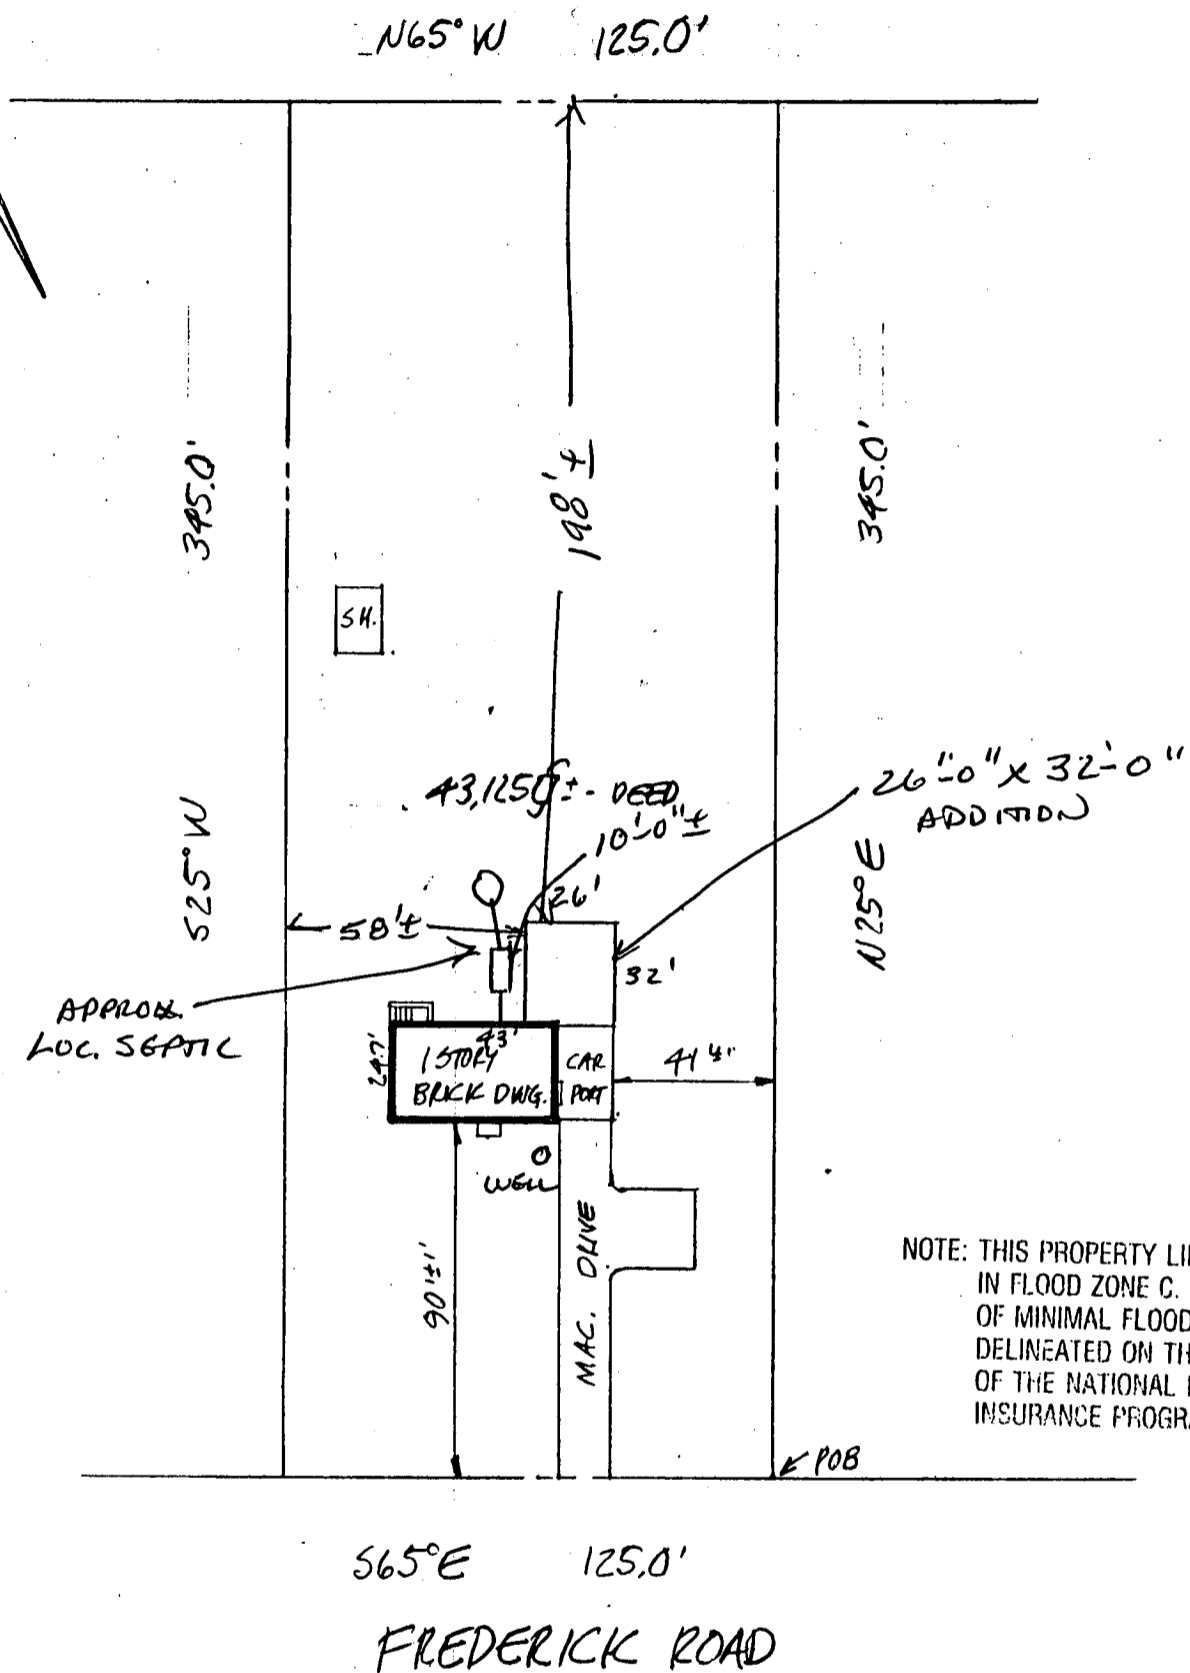 N65°W 125.0'
345.0'
345.0'
198'±
SH.
43,125 ± - DEED
10'-0"±
26'-0" X 32'-0"
ADDITION
S25°W
N25°E
26'
58'±
32'
APPROX.
LOC. SEPTIC
43'
24.7'
1 STORY
BRICK DWG.
CAR
PORT
41'±1'
WELL
MAC. DRIVE
90'±1'
NOTE: THIS PROPERTY
IN FLOOD ZONE C.
OF MINIMAL FLOOD
DELINEATED ON
OF THE NATIONAL
INSURANCE
POB
S65°E 125.0'
FREDERICK ROAD